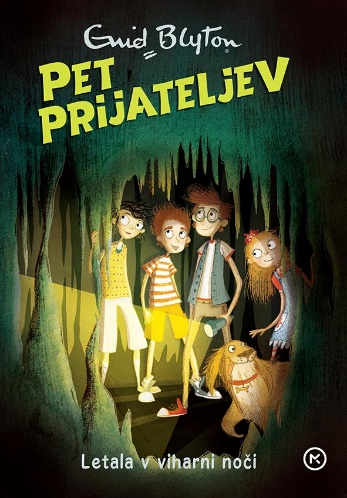 Enid Blyton
PET
PRIJATELJEV
Letala v viharni noči